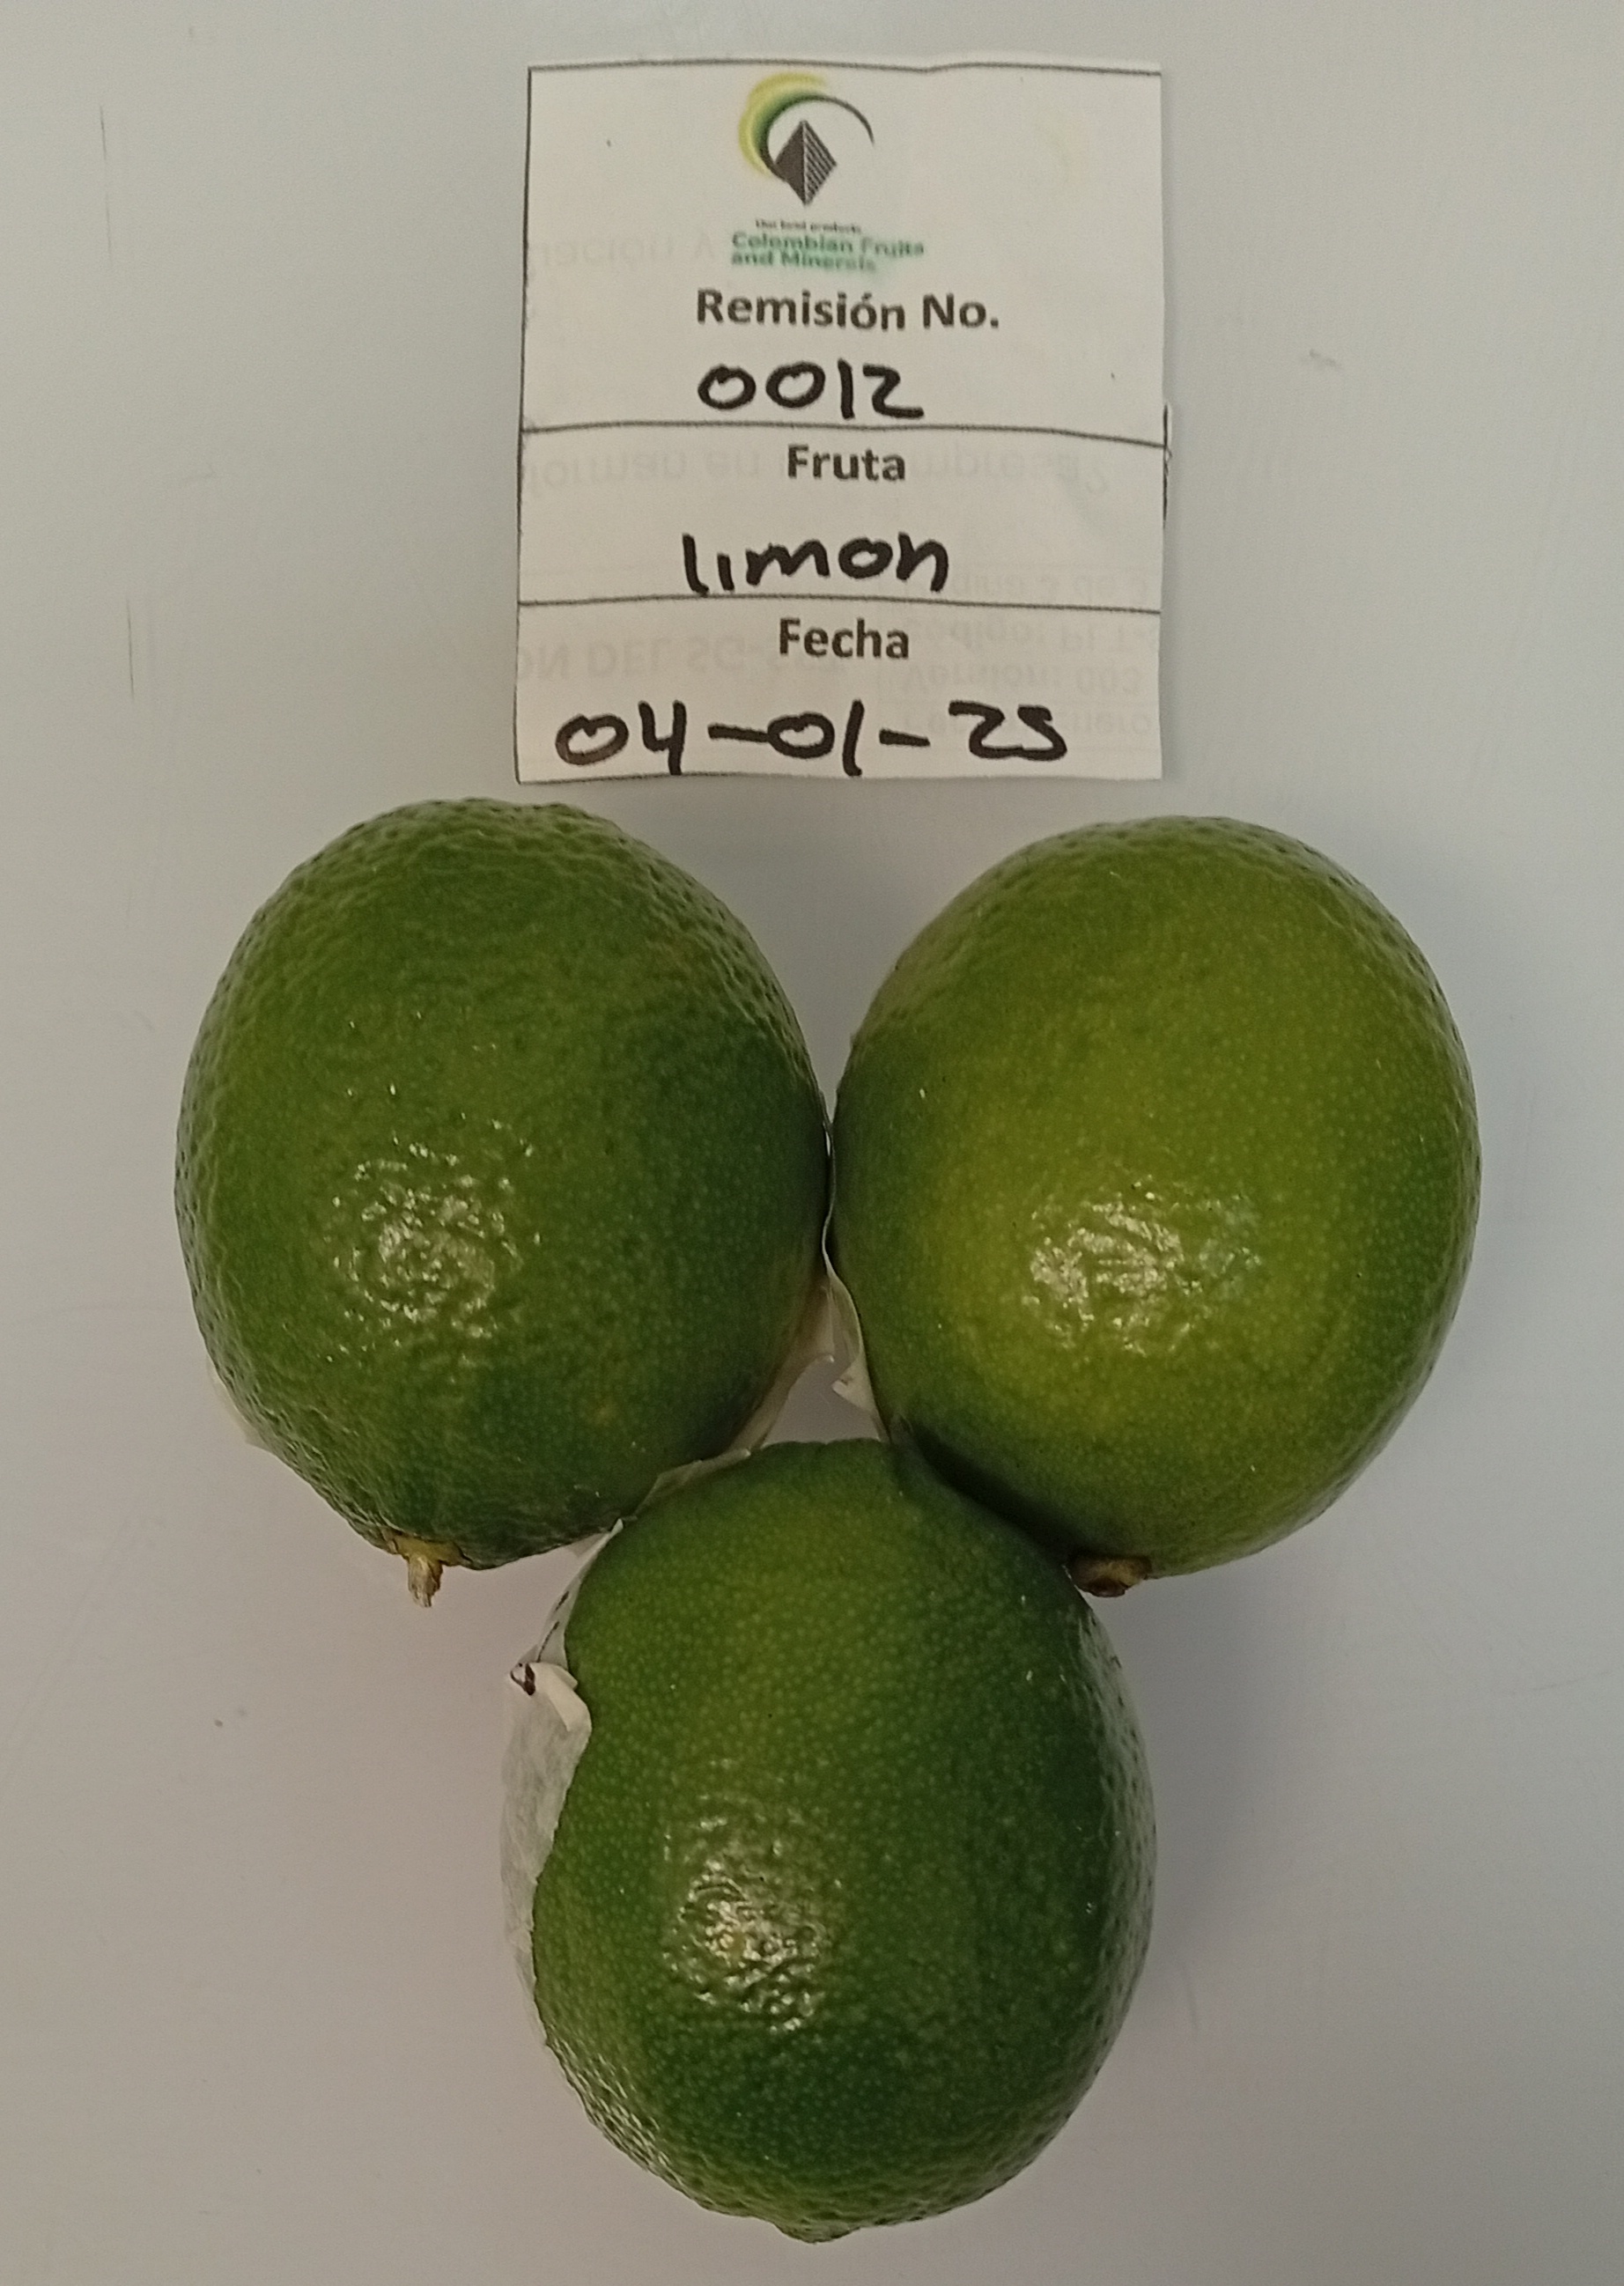 Our best products
Colombian Fruits
and Minerals
Remisión No.
0012
Fruta
limon
Fecha
04-01-25